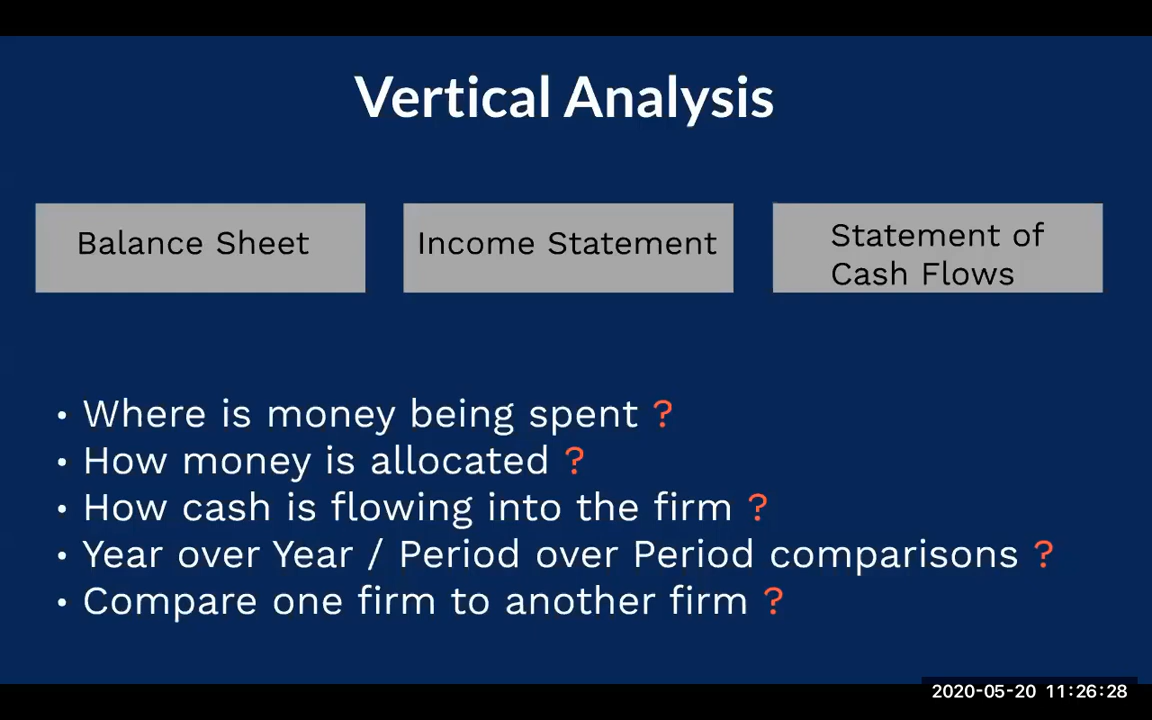 Vertical Analysis
Balance Sheet
Income Statement
Statement of
Cash Flows
• Where is money being spent ?
• How money is allocated ?
• How cash is flowing into the firm ?
• Year over Year / Period over Period comparisons ?
• Compare one firm to another firm ?
2020-05-20 11:26:28